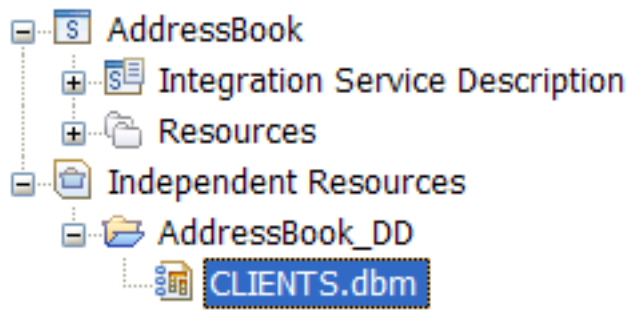 AddressBook
Integration Service Description
Resources
Independent Resources
AddressBook_DD
CLIENTS.dbm